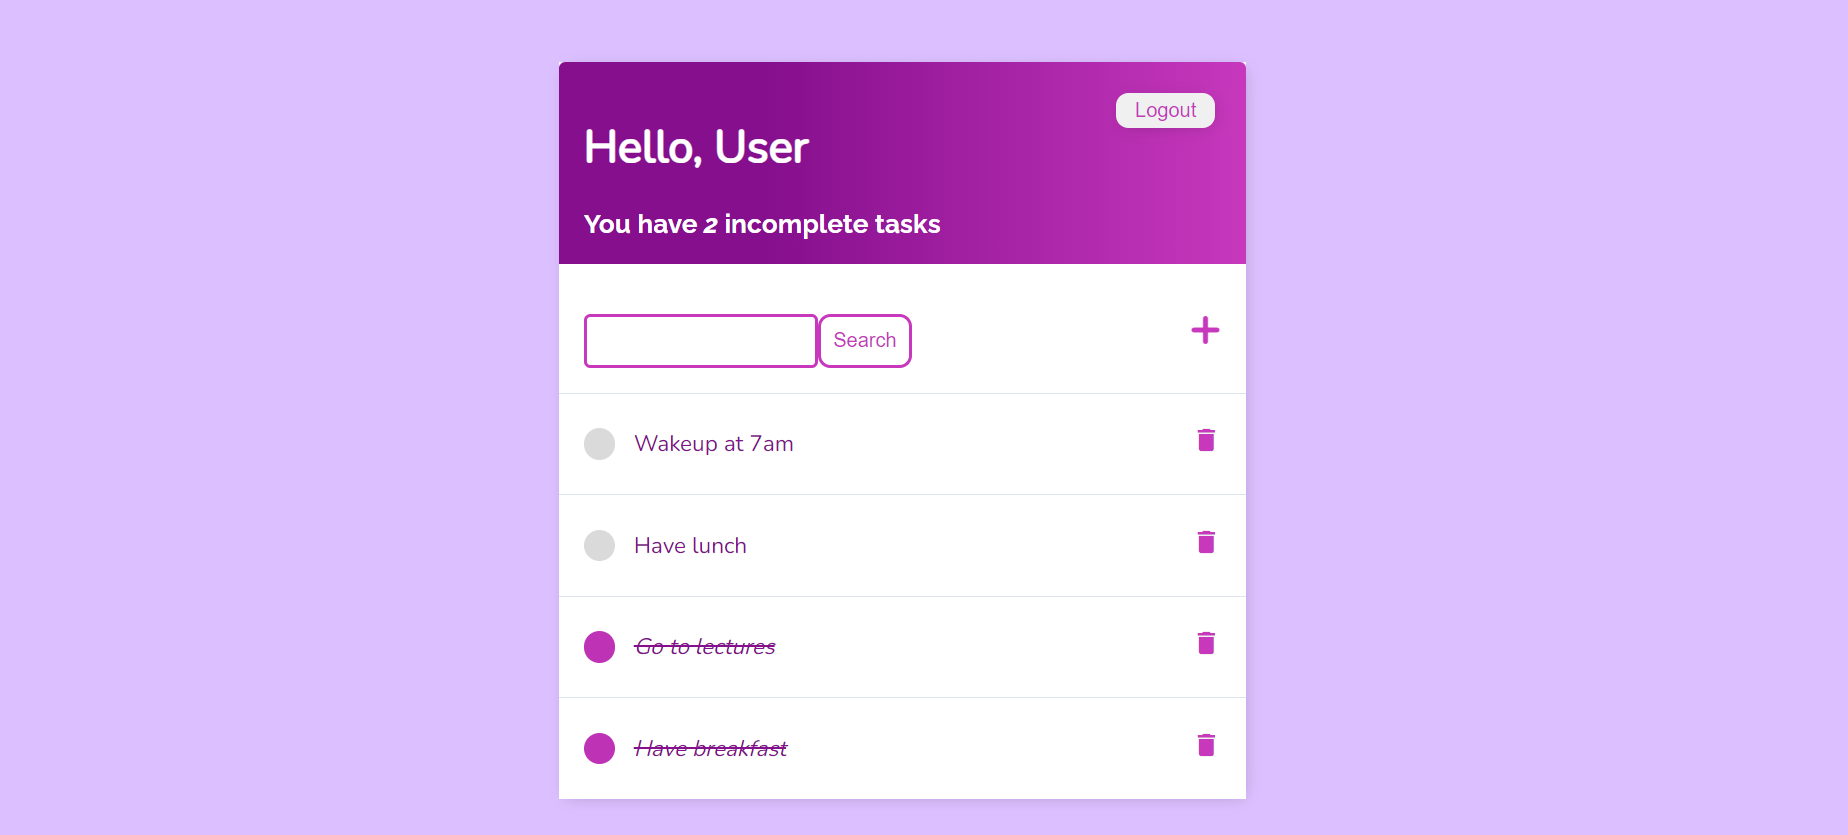 Logout
Hello, User
You have 2 incomplete tasks
Search
Wakeup at 7am
Have lunch
Go to lectures
Have breakfast